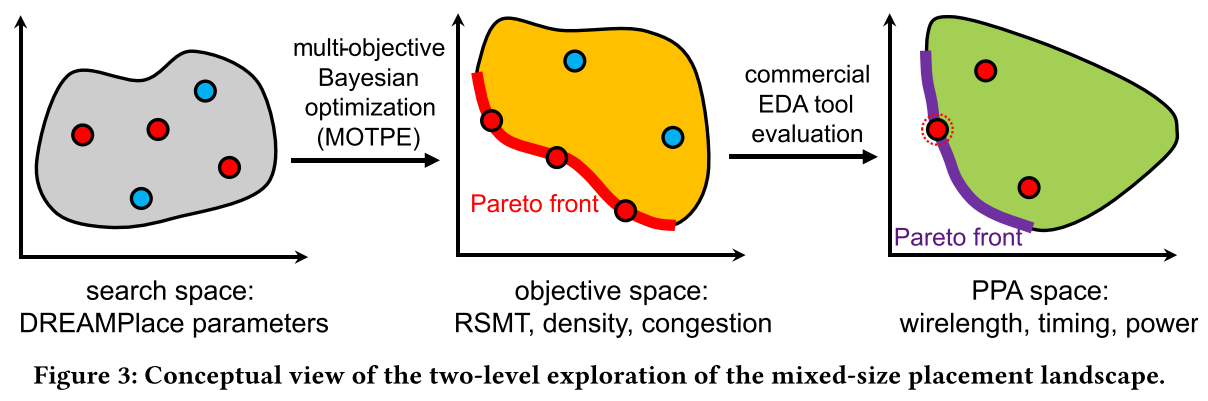 multi-objective
Bayesian
optimization
(MOTPE)
commercial
EDA tool
evaluation
Pareto front
Pareto front
search space:
DREAMPlace parameters
objective space:
RSMT, density, congestion
PPA space:
wirelength, timing, power
Figure 3: Conceptual view of the two-level exploration of the mixed-size placement landscape.